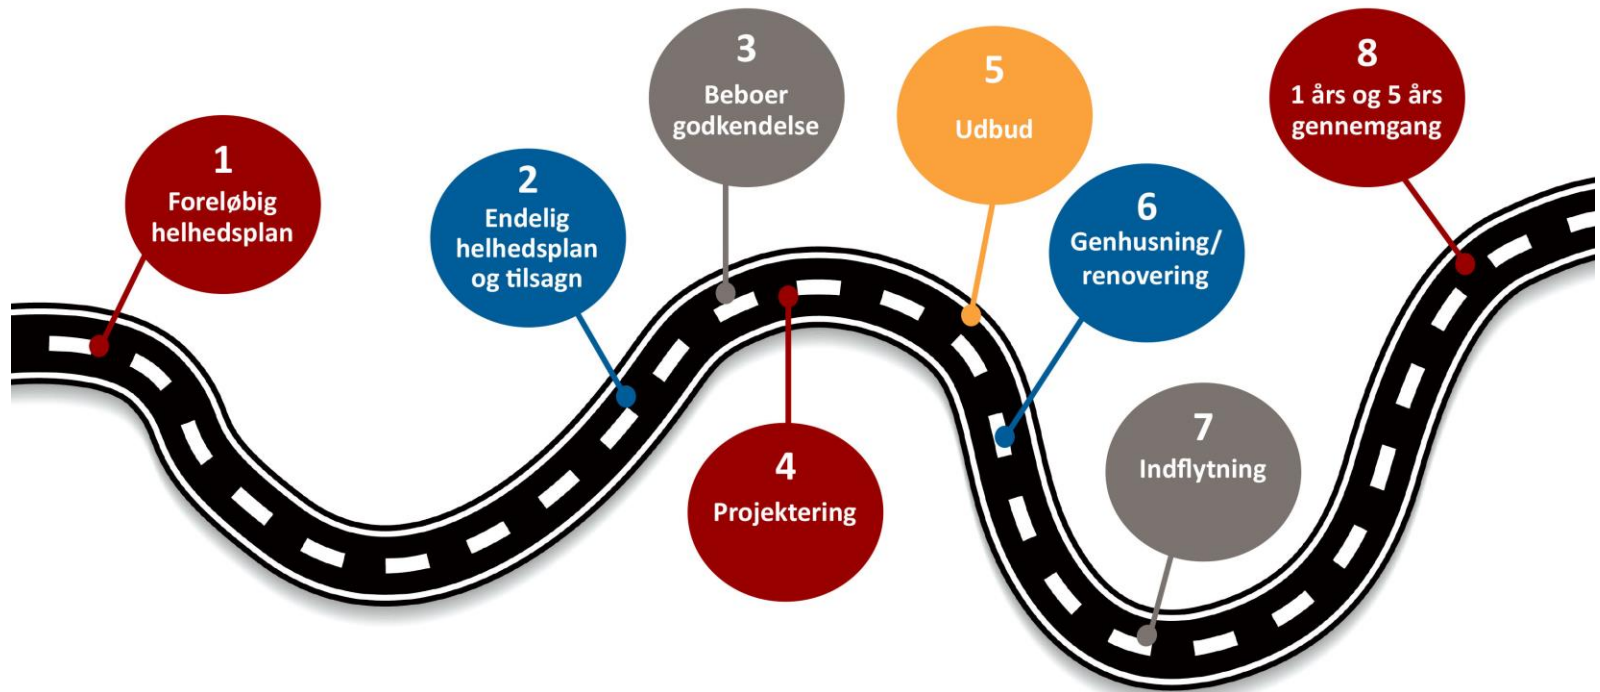 1
Foreløbig
helhedsplan
2
Endelig
helhedsplan
og tilsagn
3
Beboer
godkendelse
4
Projektering
5
Udbud
6
Genhusning/
renovering
7
Indflytning
8
1 års og 5 års
gennemgang